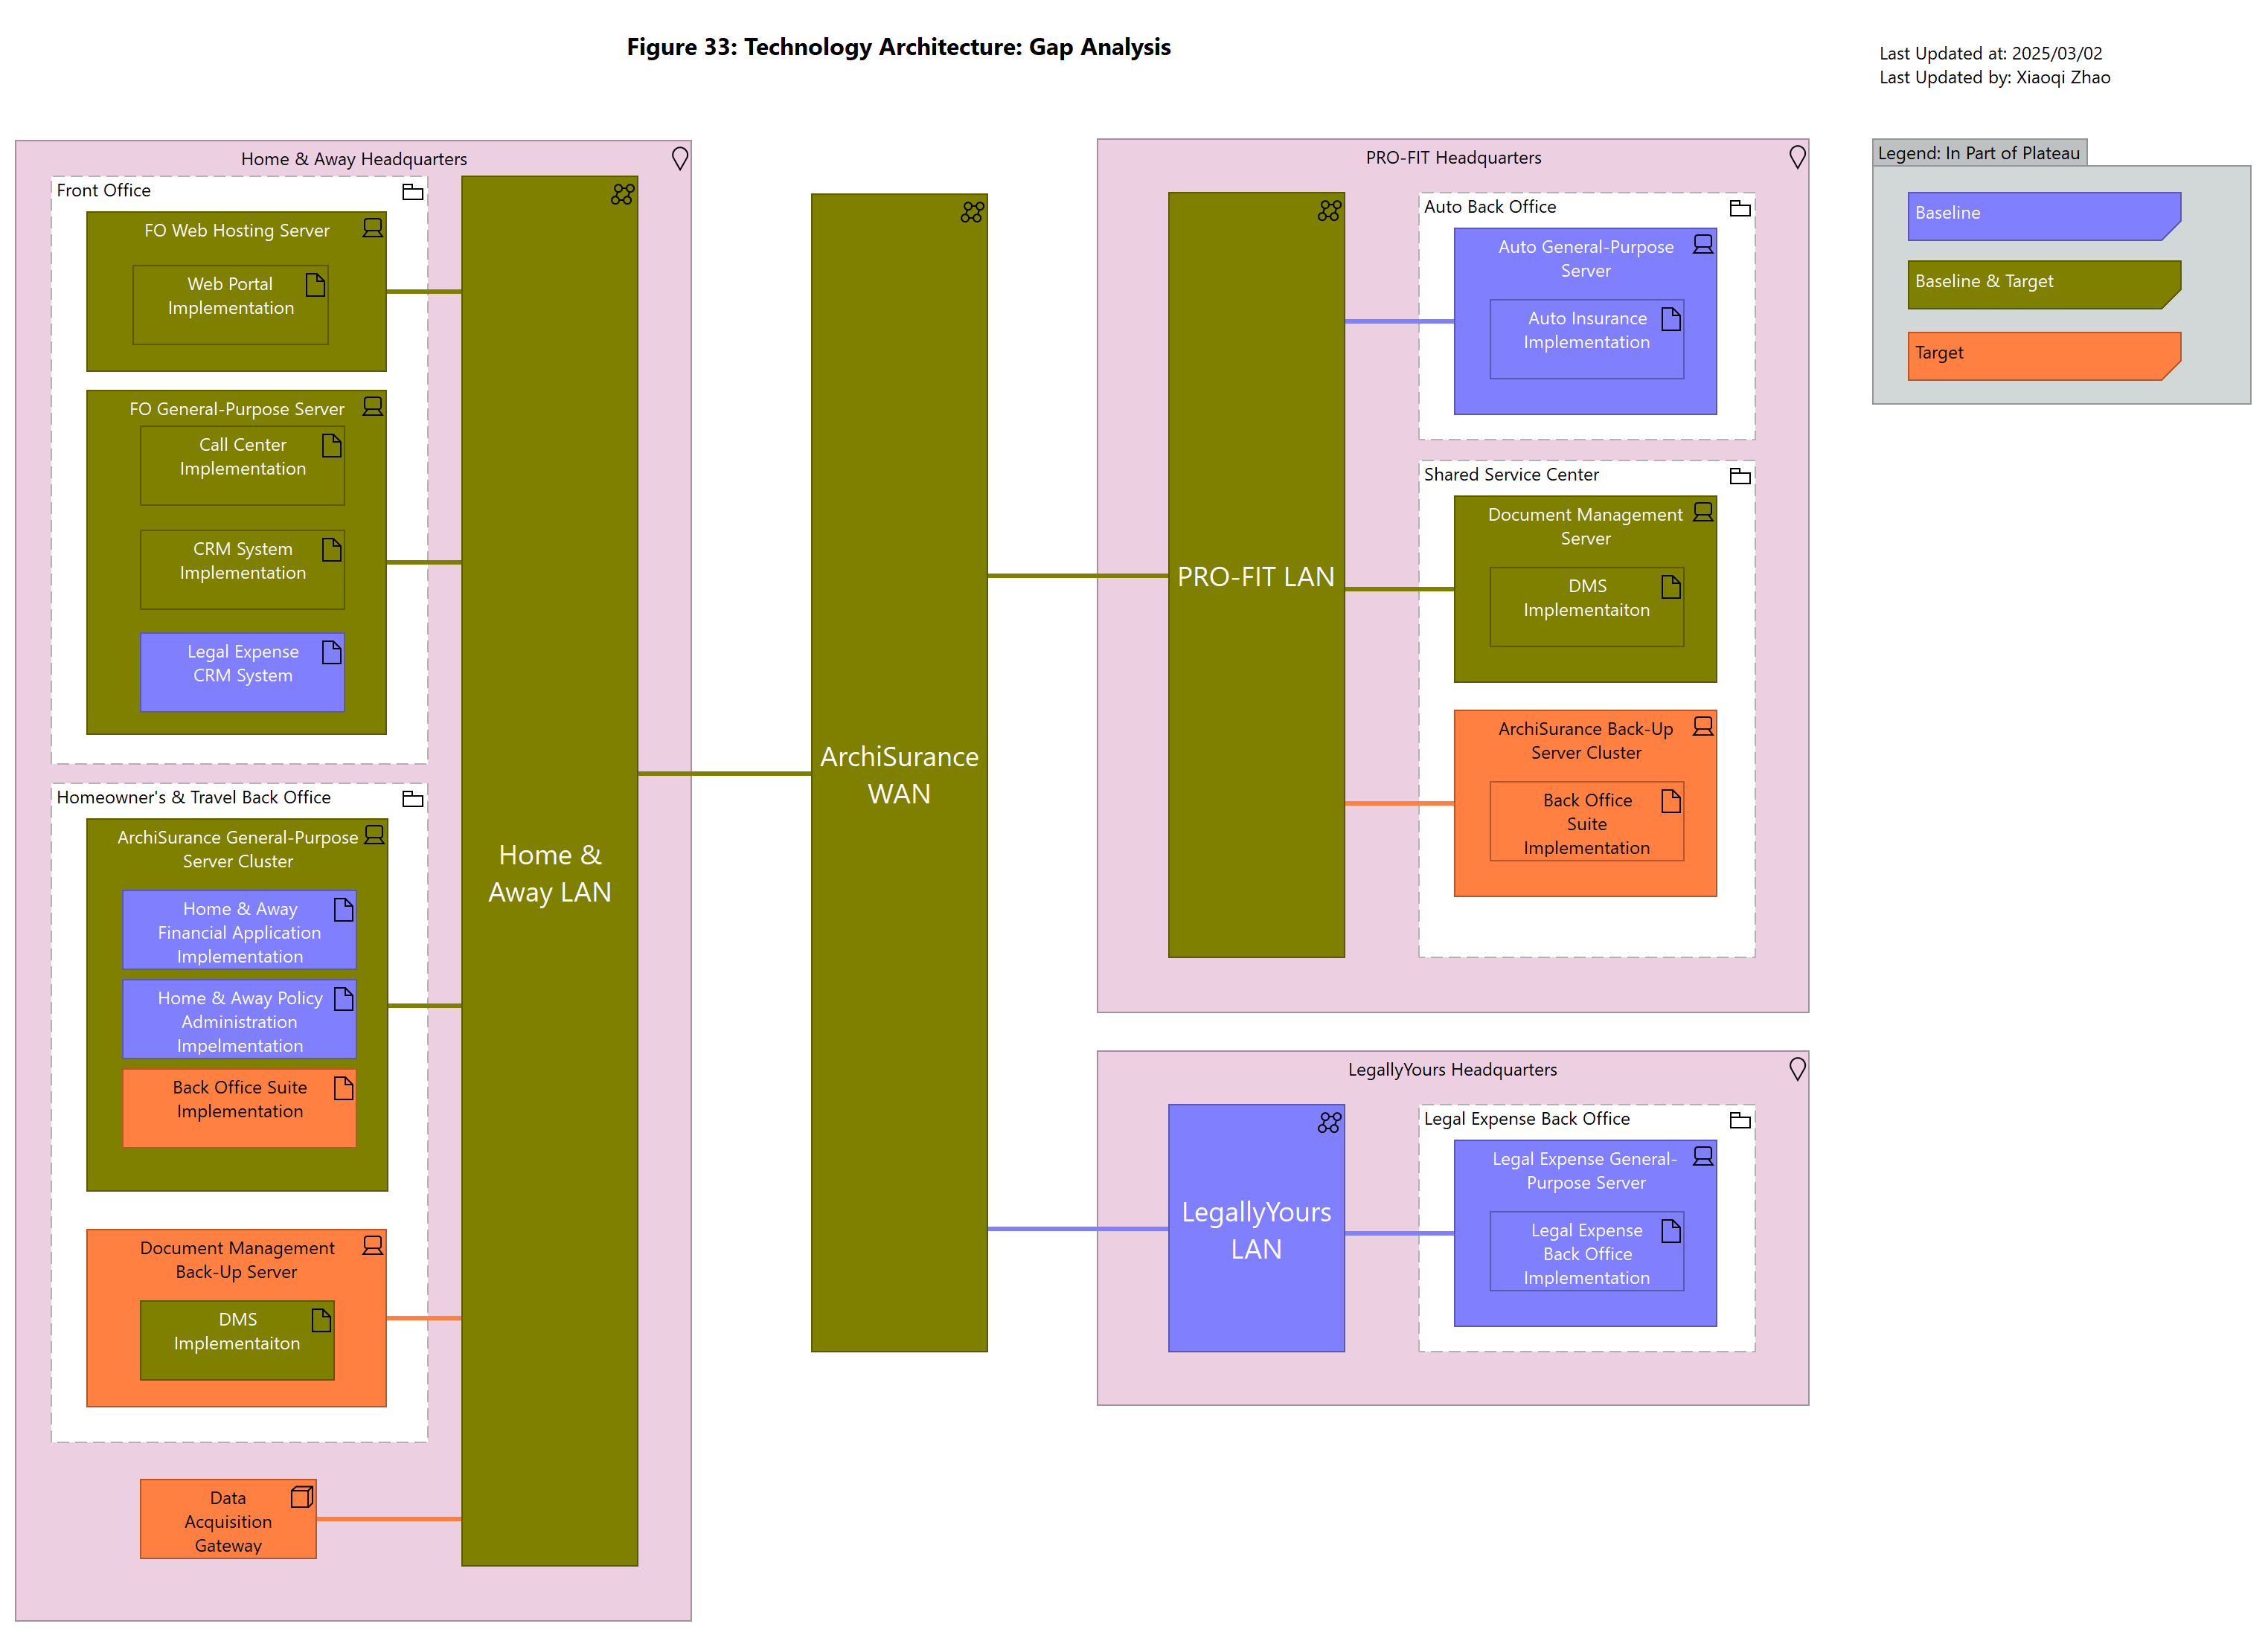 Figure 33: Technology Architecture: Gap Analysis
Last Updated at: 2025/03/02
Last Updated by: Xiaoqi Zhao
Home & Away Headquarters
Front Office
FO Web Hosting Server
Web Portal
Implementation
FO General-Purpose Server
Call Center
Implementation
CRM System
Implementation
Legal Expense
CRM System
Homeowner's & Travel Back Office
ArchiSurance General-Purpose
Server Cluster
Home & Away
Financial Application
Implementation
Home & Away Policy
Administration
Impelmentation
Back Office Suite
Implementation
Document Management
Back-Up Server
DMS
Implementaiton
Data
Acquisition
Gateway
Home &
Away LAN
ArchiSurance
WAN
PRO-FIT Headquarters
PRO-FIT LAN
Auto Back Office
Auto General-Purpose
Server
Auto Insurance
Implementation
Shared Service Center
Document Management
Server
DMS
Implementaiton
ArchiSurance Back-Up
Server Cluster
Back Office
Suite
Implementation
LegallyYours Headquarters
LegallyYours
LAN
Legal Expense Back Office
Legal Expense General-
Purpose Server
Legal Expense
Back Office
Implementation
Legend: In Part of Plateau
Baseline
Baseline & Target
Target